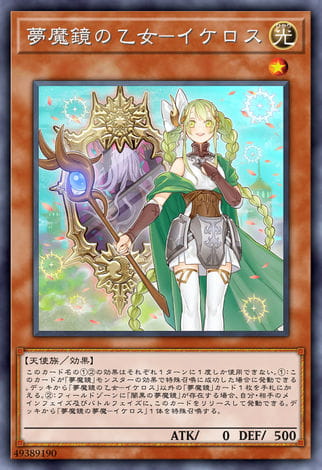 夢魔鏡の乙女－イケロス
光
【天使族／効果】
このカード名の①②の効果はそれぞれ１ターンに１度しか使用できない。①：こ
のカードが「夢魔鏡」モンスターの効果で特殊召喚に成功した場合に発動でき
る。デッキから「夢魔鏡の乙女－イケロス」以外の「夢魔鏡」カード１枚を手札に加
える。②：フィールドゾーンに「闇黒の夢魔鏡」が存在する場合、自分・相手のメ
インフェイズ及びバトルフェイズに、このカードをリリースして発動できる。デッ
キから「夢魔鏡の夢魔－イケロス」１体を特殊召喚する。
ATK/ 0 DEF/ 500
49389190